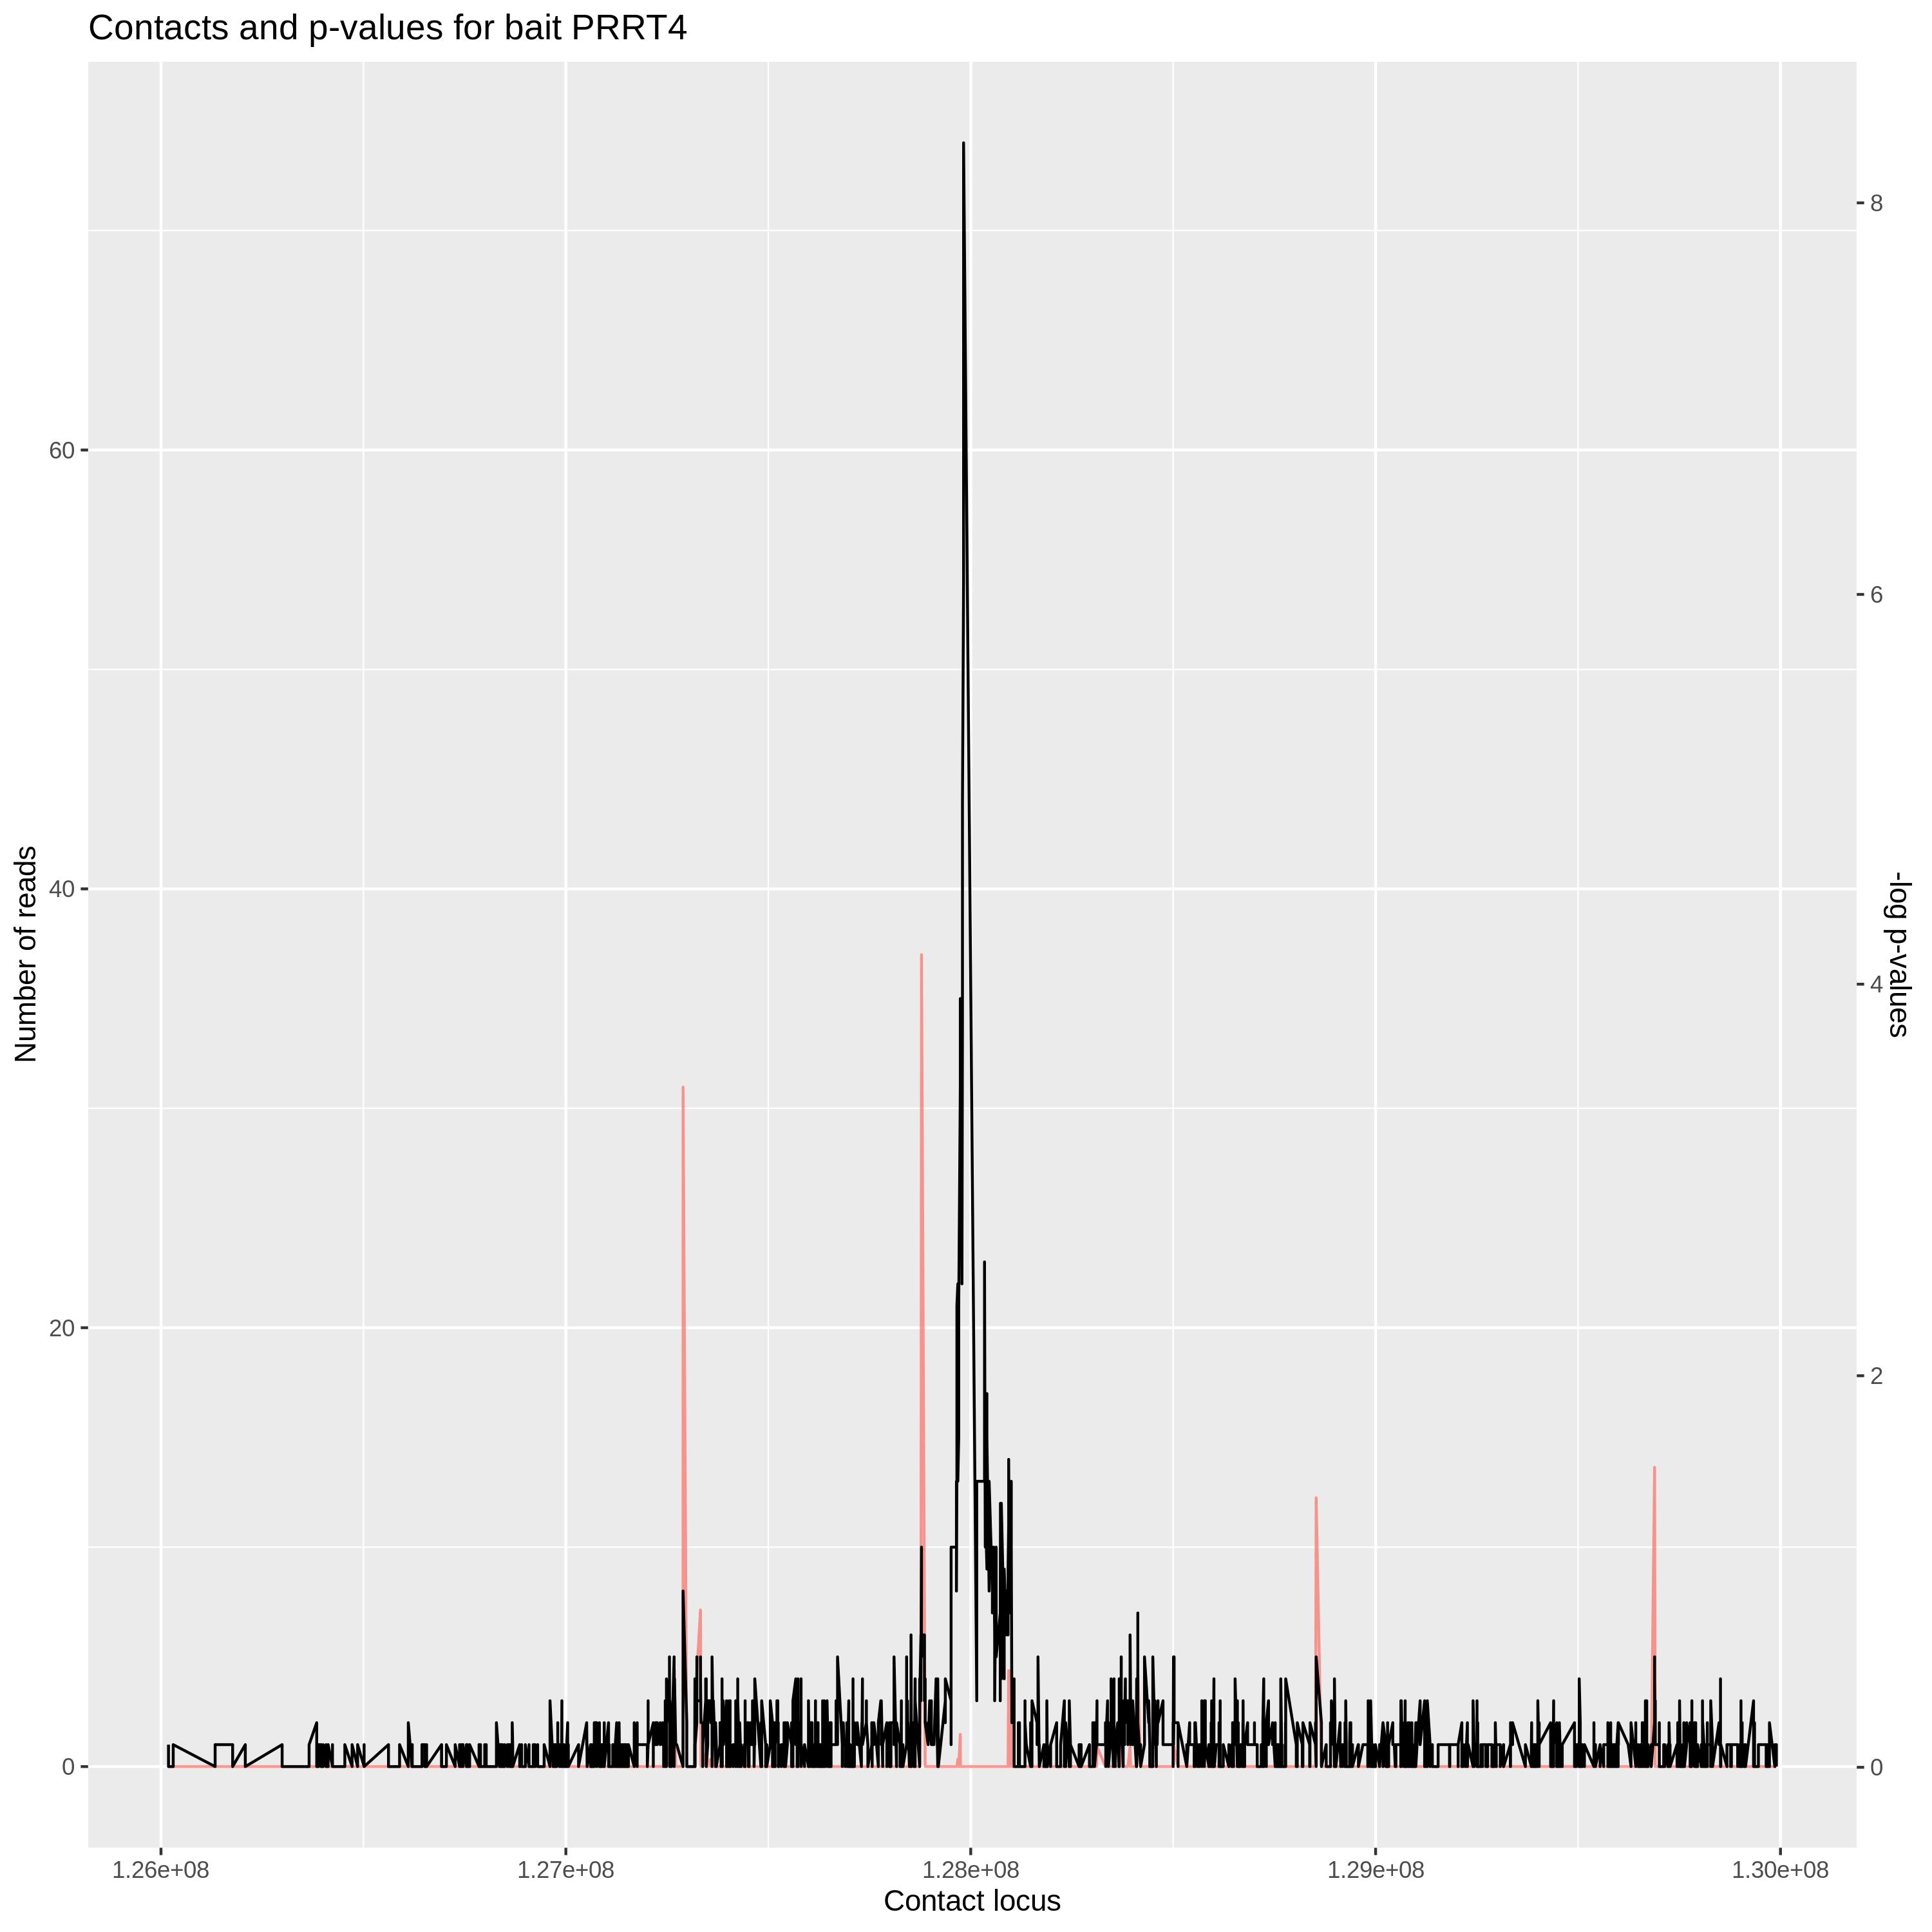 Contacts and p-values for bait PRRT4
8
60
6
Number of reads
40
-log p-values
4
20
2
0
0
1.26e+08
1.27e+08
1.28e+08
1.29e+08
1.30e+08
Contact locus